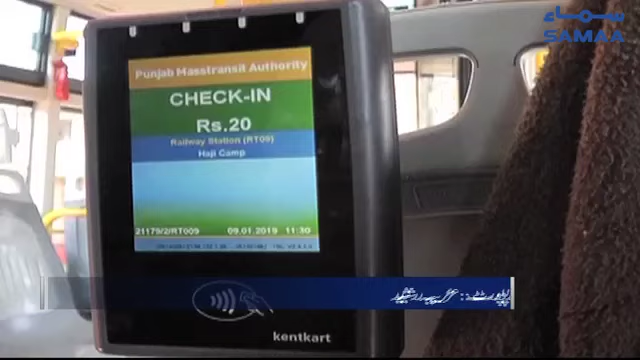 سماء
SAMAA
Punjab Masstransit Authority
CHECK-IN
Rs.20
Railway Station (RT09)
Haji Camp
21179/2/RT009 09.01.2019 11:30
kentkart